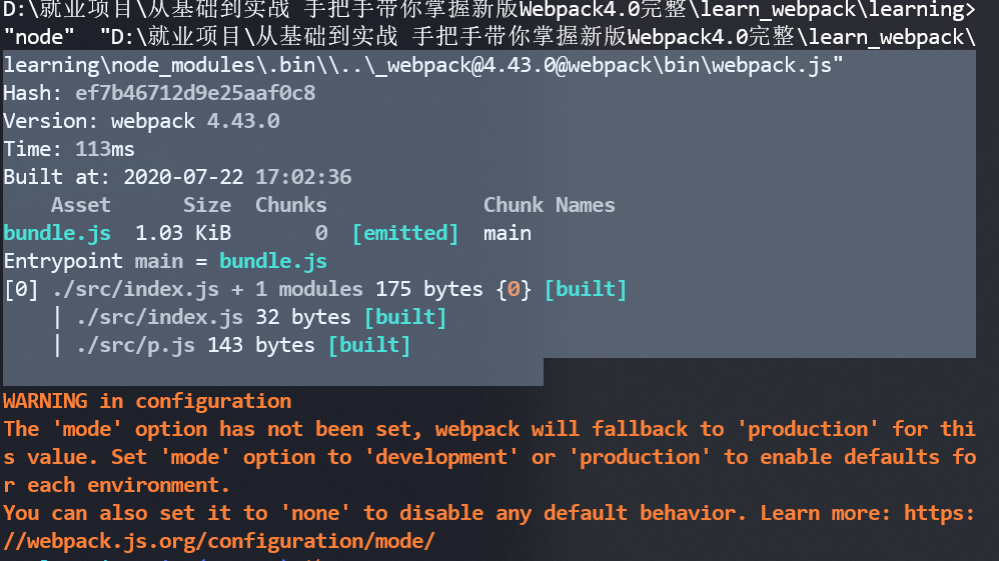 D:\就业项目\从基础到实战 手把手带你掌握新版Webpack4.0完整\learn_webpack\learning>
"node"  "D:\就业项目\从基础到实战 手把手带你掌握新版Webpack4.0完整\learn_webpack\
learning\node_modules\.bin\\..\_webpack@4.43.0@webpack\bin\webpack.js"
Hash: ef7b46712d9e25aaf0c8
Version: webpack 4.43.0
Time: 113ms
Built at: 2020-07-22 17:02:36
    Asset      Size  Chunks             Chunk Names
bundle.js  1.03 KiB       0  [emitted]  main
Entrypoint main = bundle.js
[0] ./src/index.js + 1 modules 175 bytes {0} [built]
    | ./src/index.js 32 bytes [built]
    | ./src/p.js 143 bytes [built]
WARNING in configuration
The 'mode' option has not been set, webpack will fallback to 'production' for thi
s value. Set 'mode' option to 'development' or 'production' to enable defaults fo
r each environment.
You can also set it to 'none' to disable any default behavior. Learn more: https:
//webpack.js.org/configuration/mode/